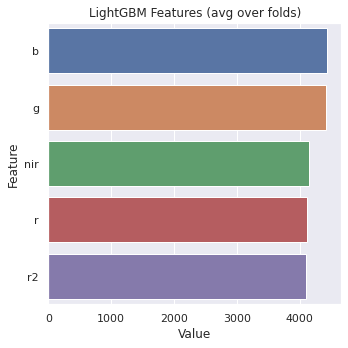 LightGBM Features (avg over folds)
b
g
nir
r
r2
Feature
0 1000 2000 3000 4000
Value